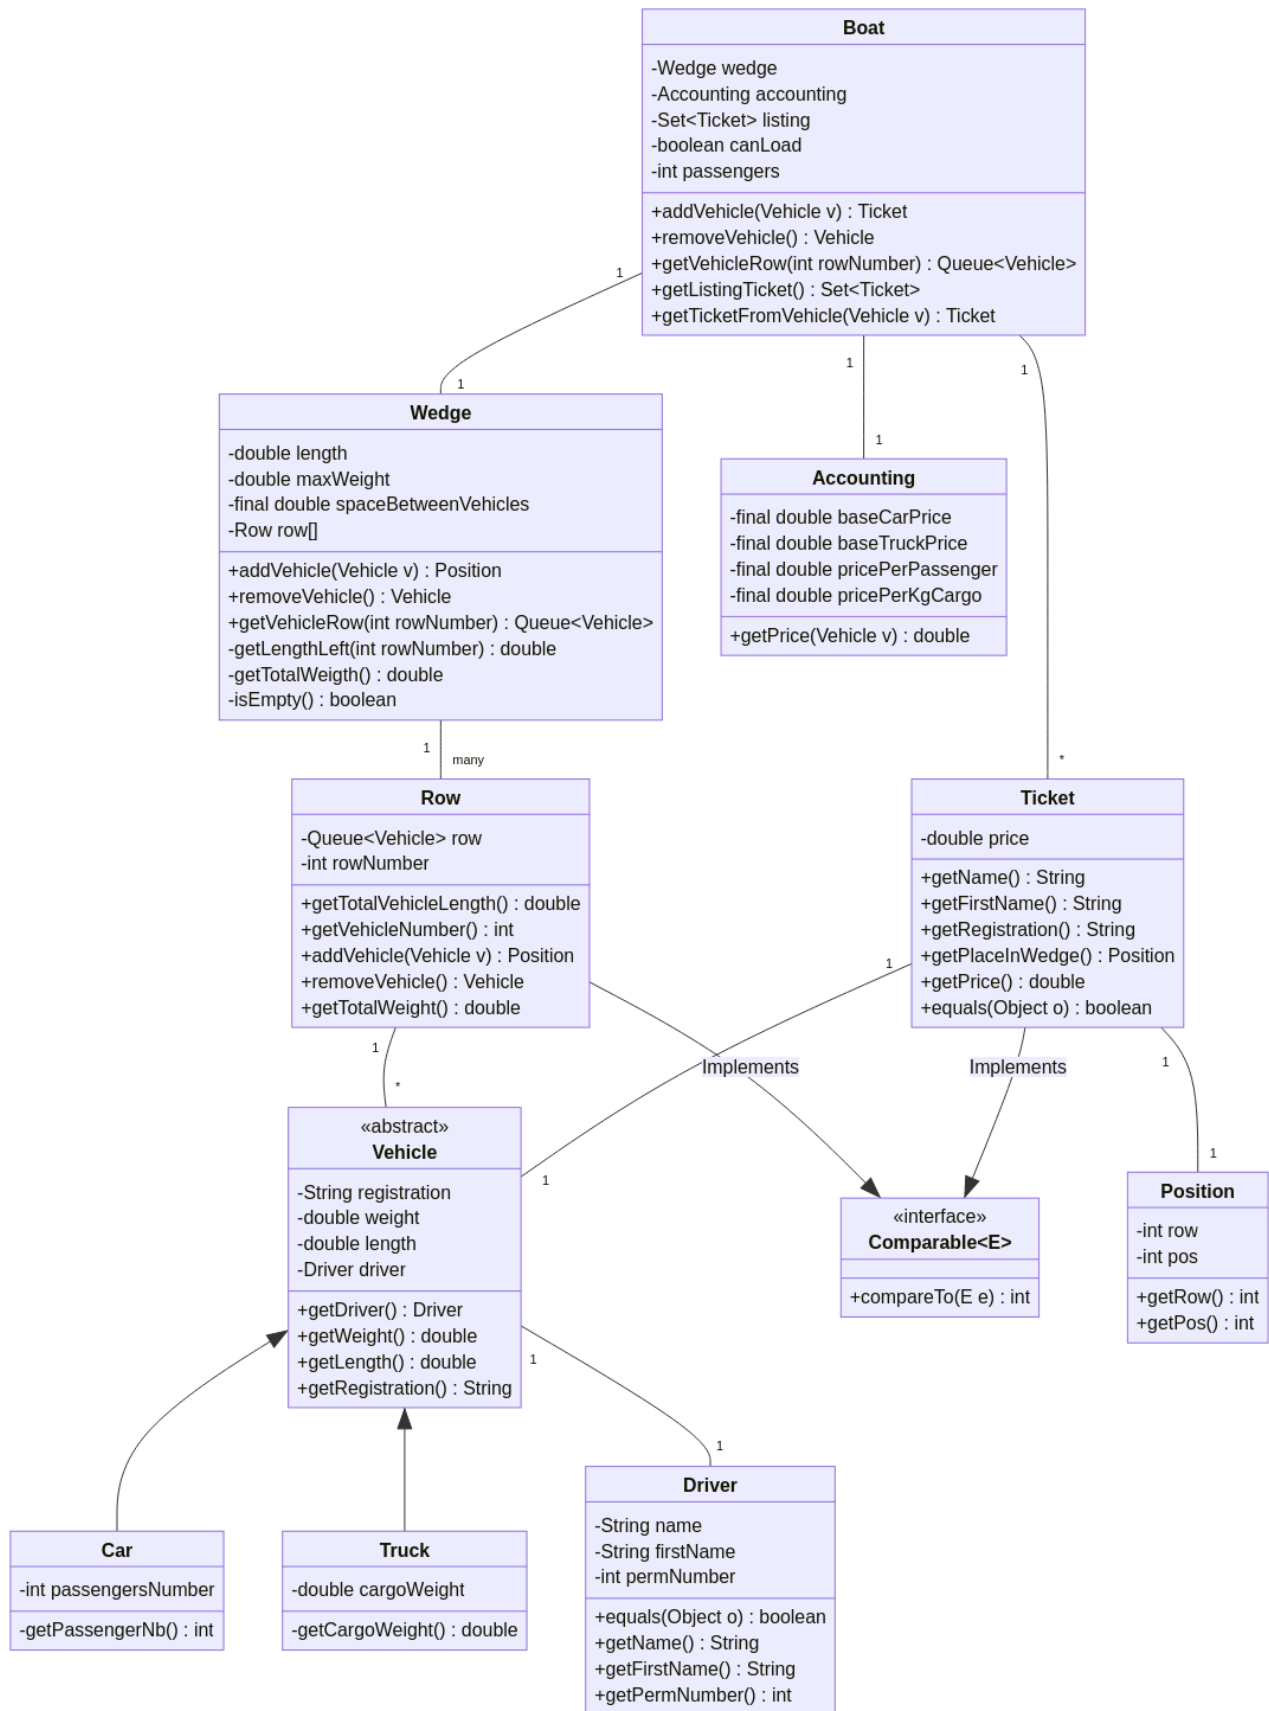 Boat
-Wedge wedge
-Accounting accounting
-Set<Ticket> listing
-boolean canLoad
-int passengers
+addVehicle(Vehicle v) : Ticket
+removeVehicle() : Vehicle
+getVehicleRow(int rowNumber) : Queue<Vehicle>
+getListingTicket() : Set<Ticket>
+getTicketFromVehicle(Vehicle v) : Ticket
1
1
1
1
1
1
*
Wedge
-double length
-double maxWeight
-final double spaceBetweenVehicles
-Row row[]
+addVehicle(Vehicle v) : Position
+removeVehicle() : Vehicle
+getVehicleRow(int rowNumber) : Queue<Vehicle>
-getLengthLeft(int rowNumber) : double
-getTotalWeigth() : double
-isEmpty() : boolean
Accounting
-final double baseCarPrice
-final double baseTruckPrice
-final double pricePerPassenger
-final double pricePerKgCargo
+getPrice(Vehicle v) : double
1
many
Row
-Queue<Vehicle> row
-int rowNumber
+getTotalVehicleLength() : double
+getVehicleNumber() : int
+addVehicle(Vehicle v) : Position
+removeVehicle() : Vehicle
+getTotalWeight() : double
Ticket
-double price
+getName() : String
+getFirstName() : String
+getRegistration() : String
+getPlaceInWedge() : Position
+getPrice() : double
+equals(Object o) : boolean
1
*
1
1
Implements
Implements
1
1
«abstract»
Vehicle
-String registration
-double weight
-double length
-Driver driver
+getDriver() : Driver
+getWeight() : double
+getLength() : double
+getRegistration() : String
«interface»
Comparable<E>
+compareTo(E e) : int
Position
-int row
-int pos
+getRow() : int
+getPos() : int
1
1
Car
-int passengersNumber
-getPassengerNb() : int
Truck
-double cargoWeight
-getCargoWeight() : double
Driver
-String name
-String firstName
-int permNumber
+equals(Object o) : boolean
+getName() : String
+getFirstName() : String
+getPermNumber() : int